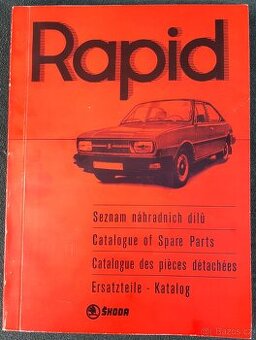 Rapid
Seznam náhradních dílů
Catalogue of Spare Parts
Catalogue des pièces détachées
Ersatzteile - Katalog
ŠKODA